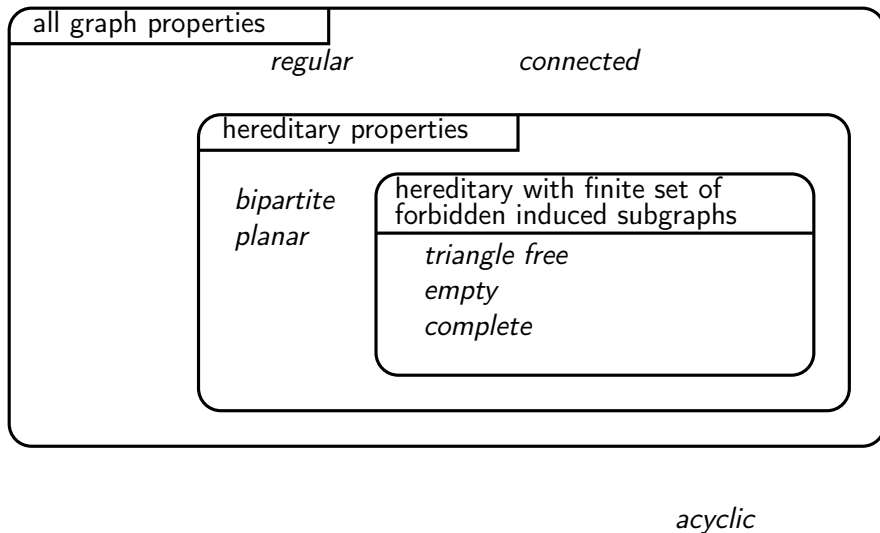 all graph properties
regular connected
hereditary properties
bipartite
planar
hereditary with finite set of
forbidden induced subgraphs
triangle free
empty
complete
acyclic